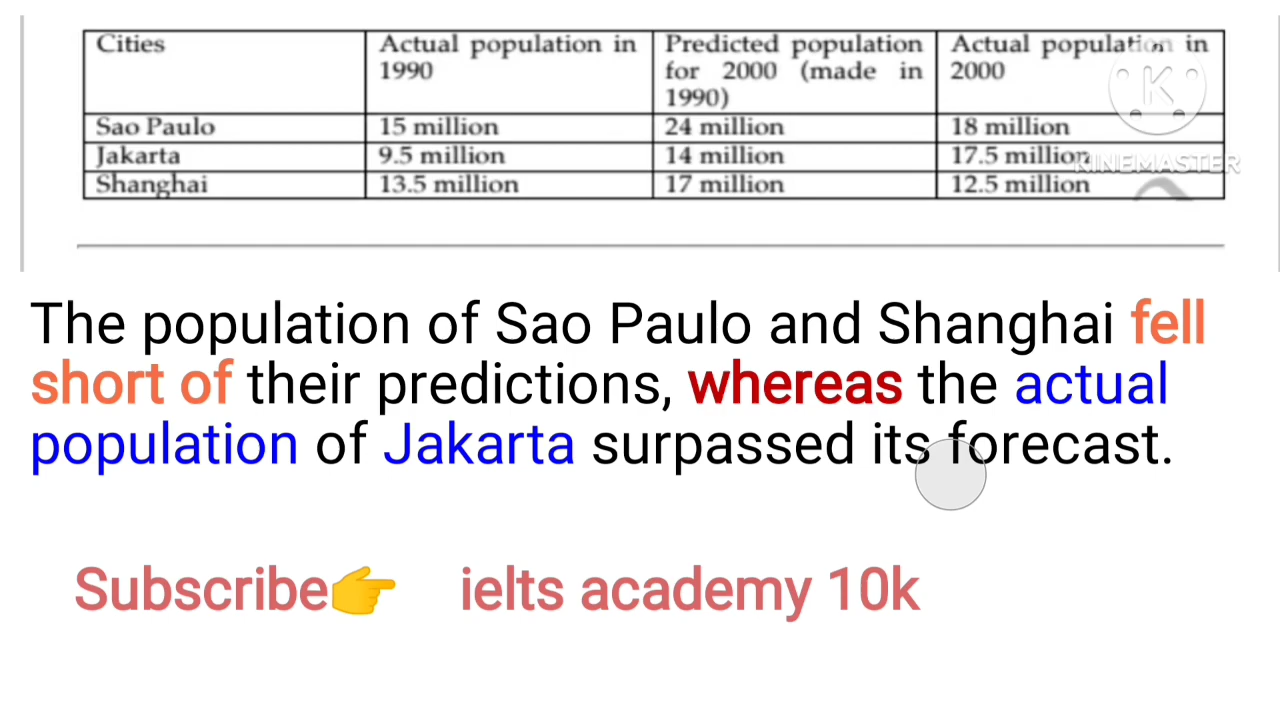 Cities Actual population in Predicted population Actual population in
1990 for 2000 (made in 2000
1990)
Sao Paulo 15 million 24 million 18 million
Jakarta 9.5 million 14 million 17.5 million
Shanghai 13.5 million 17 million 12.5 million
K
KINEMASTER
The population of Sao Paulo and Shanghai fell
short of their predictions, whereas the actual
population of Jakarta surpassed its forecast.
Subscribe👉 ielts academy 10k